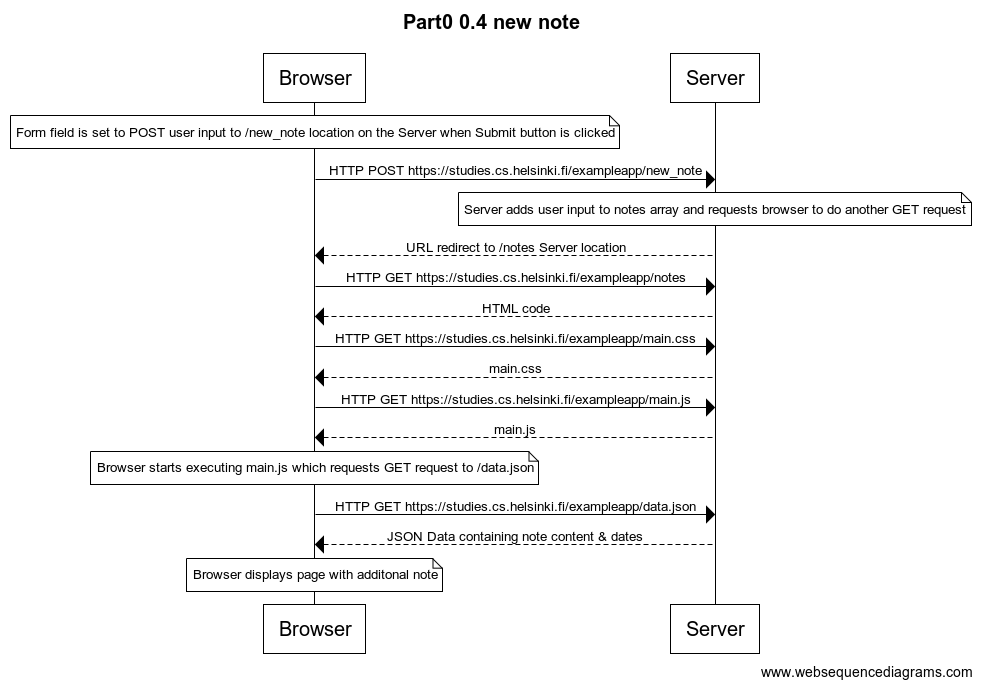 Part0 0.4 new note
Browser
Server
Form field is set to POST user input to /new_note location on the Server when Submit button is clicked
HTTP POST https://studies.cs.helsinki.fi/exampleapp/new_note
Server adds user input to notes array and requests browser to do another GET request
URL redirect to /notes Server location
HTTP GET https://studies.cs.helsinki.fi/exampleapp/notes
HTML code
HTTP GET https://studies.cs.helsinki.fi/exampleapp/main.css
main.css
HTTP GET https://studies.cs.helsinki.fi/exampleapp/main.js
main.js
Browser starts executing main.js which requests GET request to /data.json
HTTP GET https://studies.cs.helsinki.fi/exampleapp/data.json
JSON Data containing note content & dates
Browser displays page with additonal note
Browser
Server
www.websequencediagrams.com